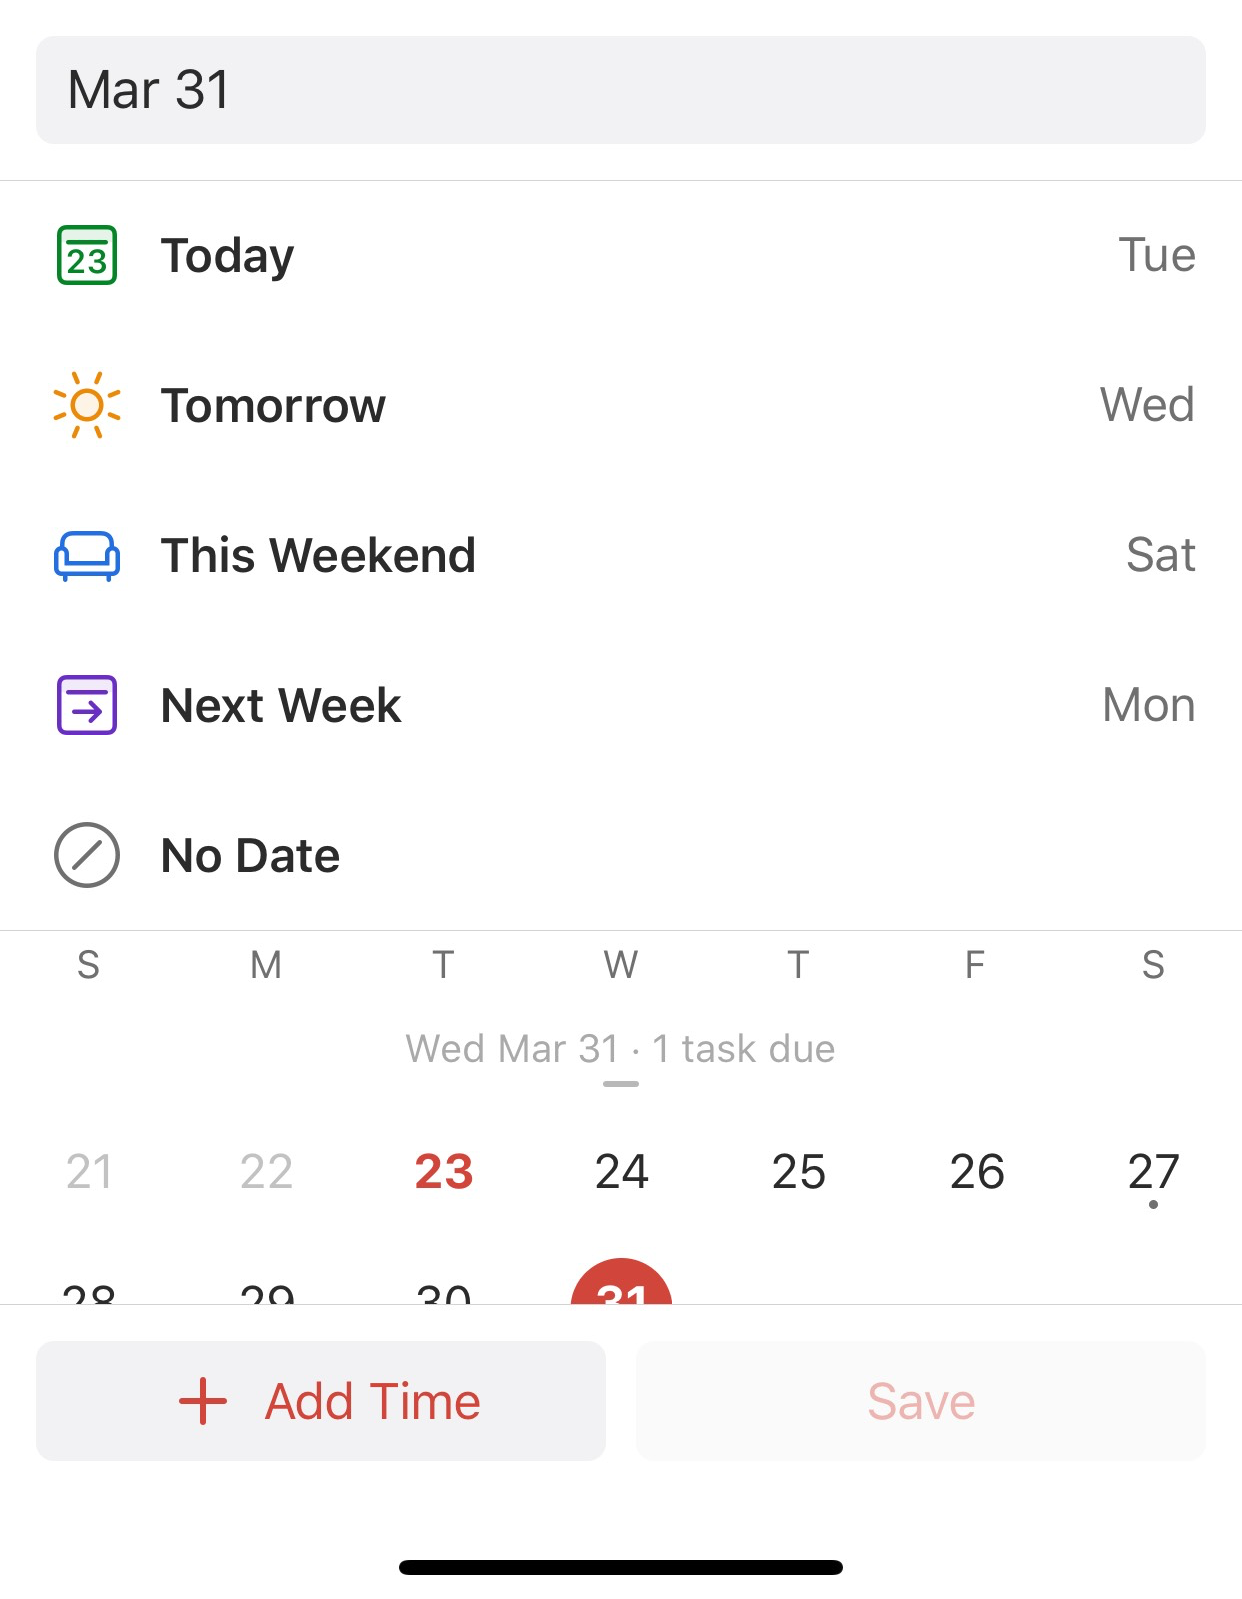 Mar 31
23 Today Tue
Tomorrow Wed
This Weekend Sat
Next Week Mon
No Date
S M T W T F S
Wed Mar 31 · 1 task due
21 22 23 24 25 26 27
28 29 30 31
Add Time Save